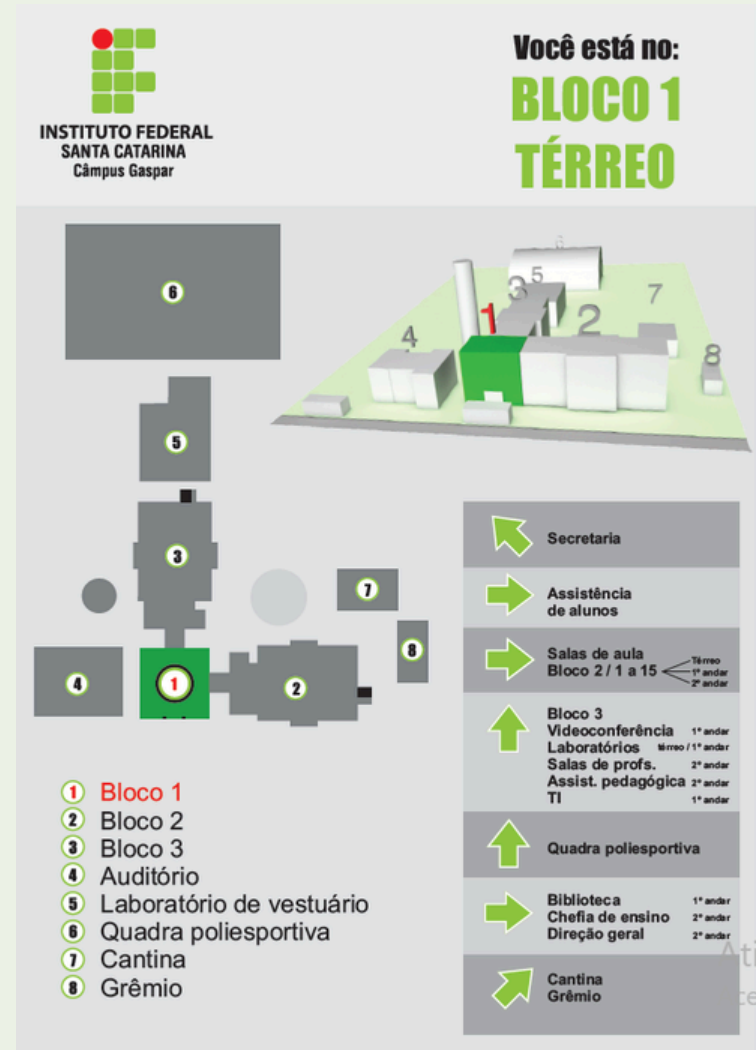 INSTITUTO FEDERAL
SANTA CATARINA
Câmpus Gaspar
Você está no:
BLOCO 1
TÉRREO
6
5
3
7
8
4
1
2
6
5
3
1
2
7
4
8
1 Bloco 1
2 Bloco 2
3 Bloco 3
4 Auditório
5 Laboratório de vestuário
6 Quadra poliesportiva
7 Cantina
8 Grêmio
Secretaria
Assistência
de alunos
Salas de aula
Bloco 2 / 1 a 15
Térreo
1º andar
2º andar
Bloco 3
Videoconferência 1º andar
Laboratórios térreo / 1º andar
Salas de profs. 2º andar
Assist. pedagógica 2º andar
TI 1º andar
Quadra poliesportiva
Biblioteca 1º andar
Chefia de ensino 2º andar
Direção geral 2º andar
Cantina
Grêmio